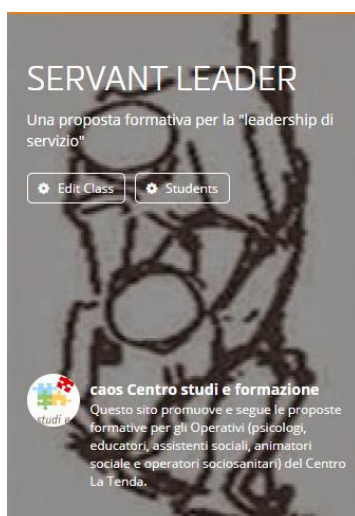 SERVANT LEADER
Una proposta formativa per la "leadership di
servizio"
Edit Class
Students
studi e
caos Centro studi e formazione
Questo sito promuove e segue le proposte
formative per gli Operativi (psicologi,
educatori, assistenti sociali, animatori
sociale e operatori sociosanitari) del Centro
La Tenda.